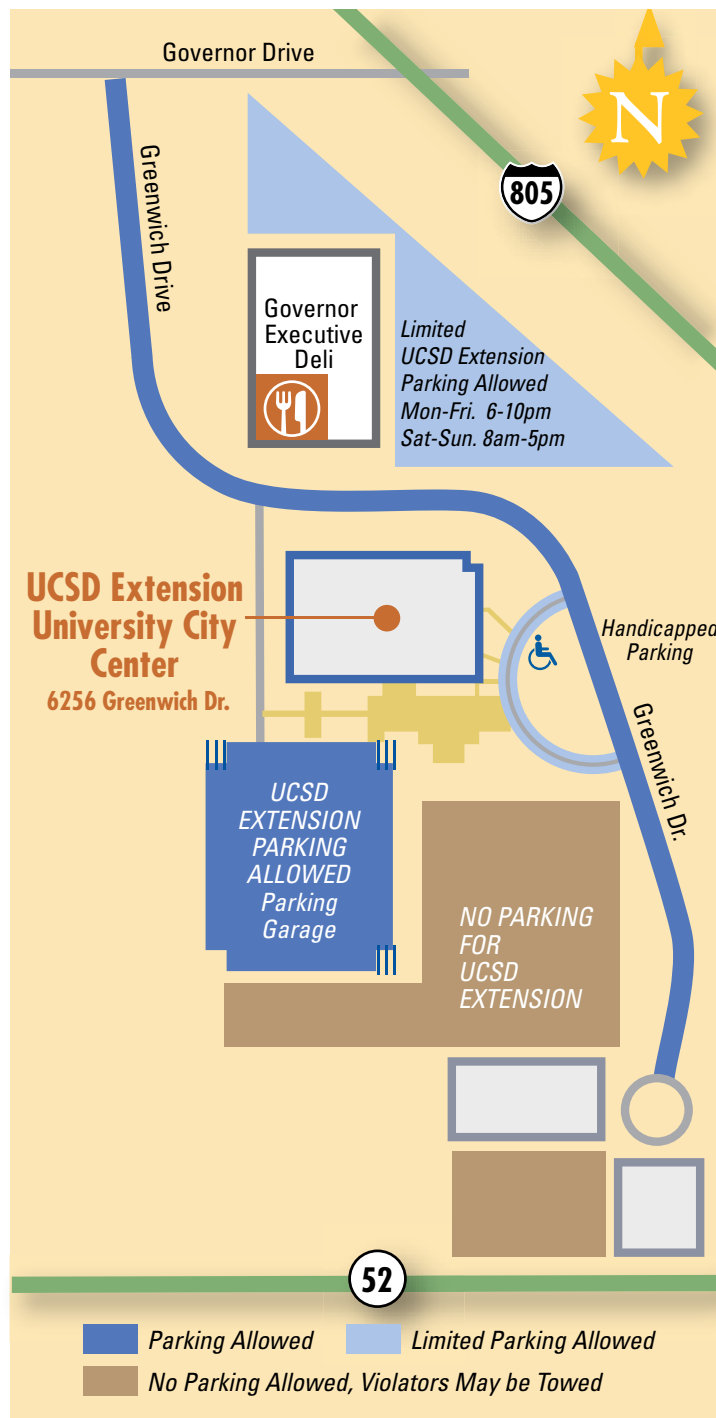 Governor Drive
N
Greenwich Drive
805
Governor
Executive
Deli
Limited
UCSD Extension
Parking Allowed
Mon-Fri. 6-10pm
Sat-Sun. 8am-5pm
UCSD Extension
University City
Center
6256 Greenwich Dr.
Handicapped
Parking
Greenwich Dr.
UCSD
EXTENSION
PARKING
ALLOWED
Parking
Garage
NO PARKING
FOR
UCSD
EXTENSION
52
Parking Allowed
Limited Parking Allowed
No Parking Allowed, Violators May be Towed